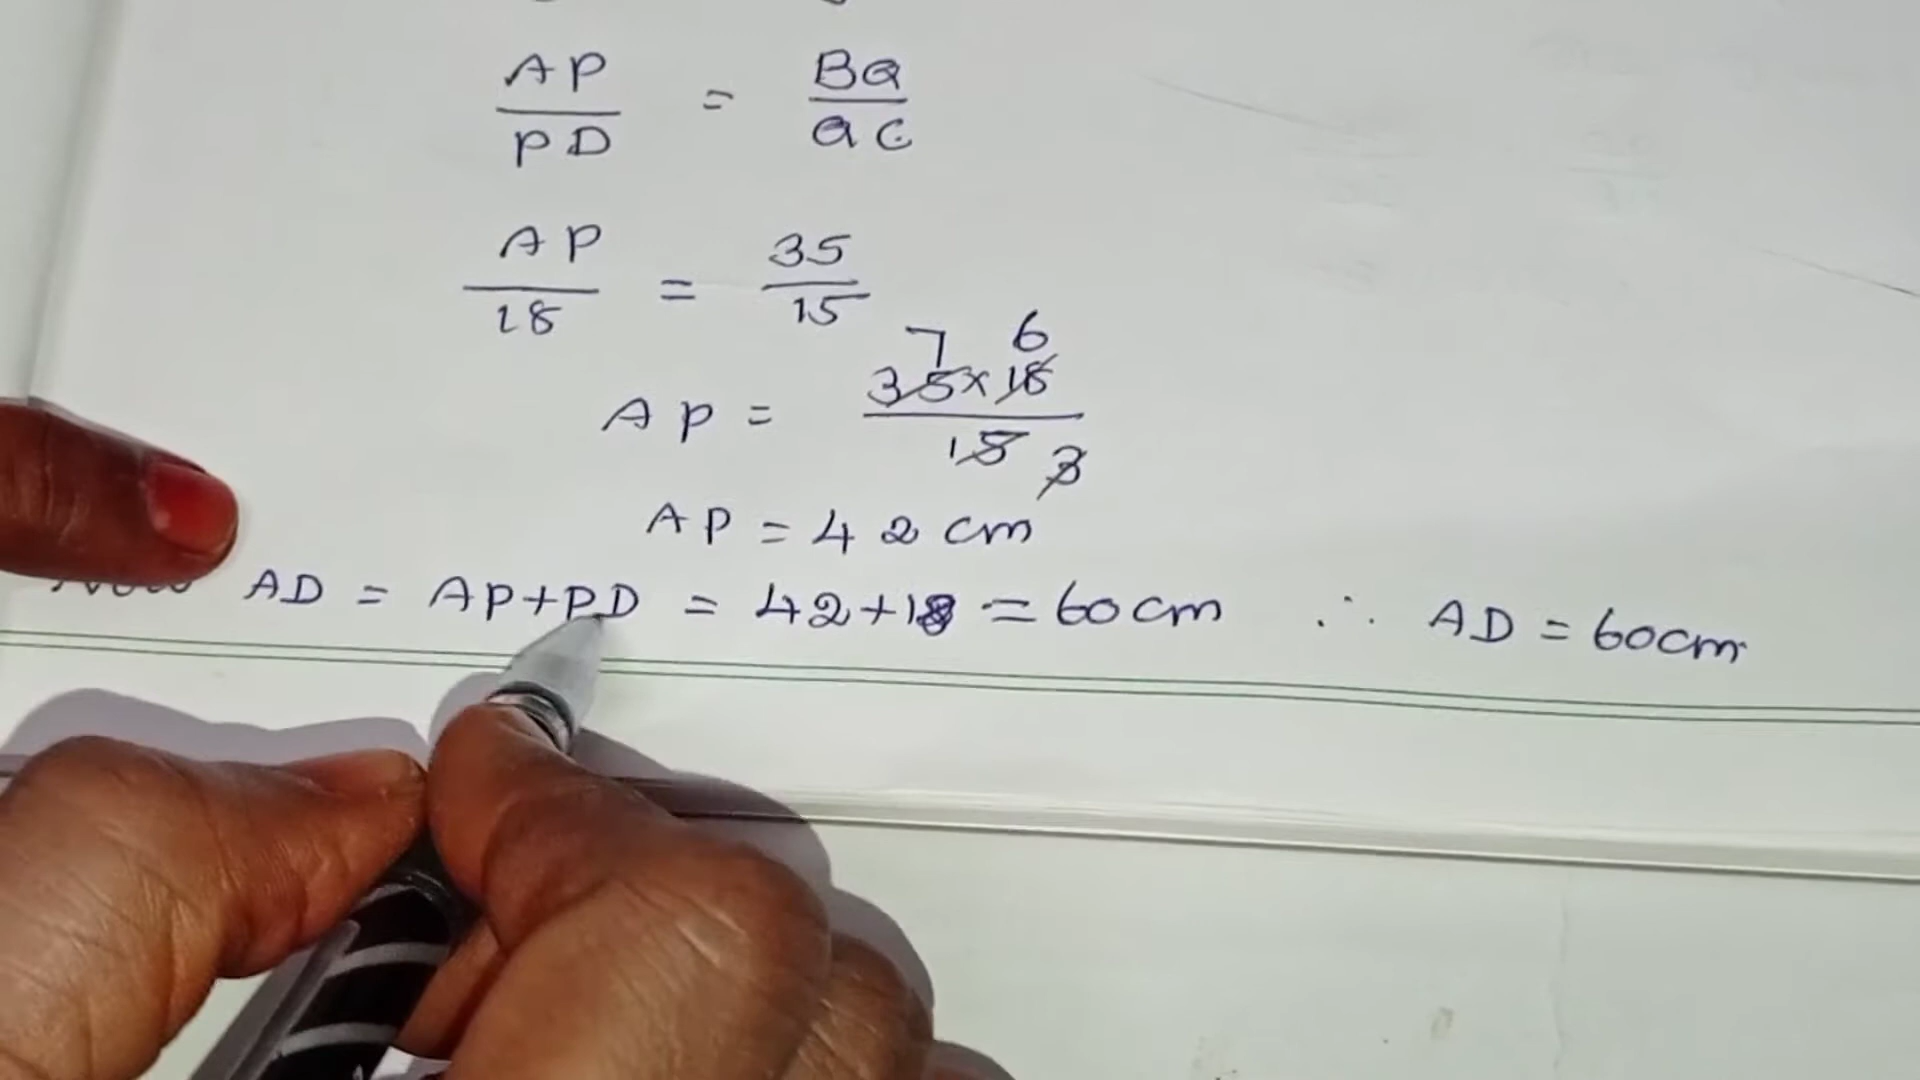 AP/PD = BQ/QC
AP/18 = 35/15
7 6
AP = 35×18/15 3
AP = 42 cm
AD = AP+PD = 42+18 = 60cm ∴ AD = 60cm